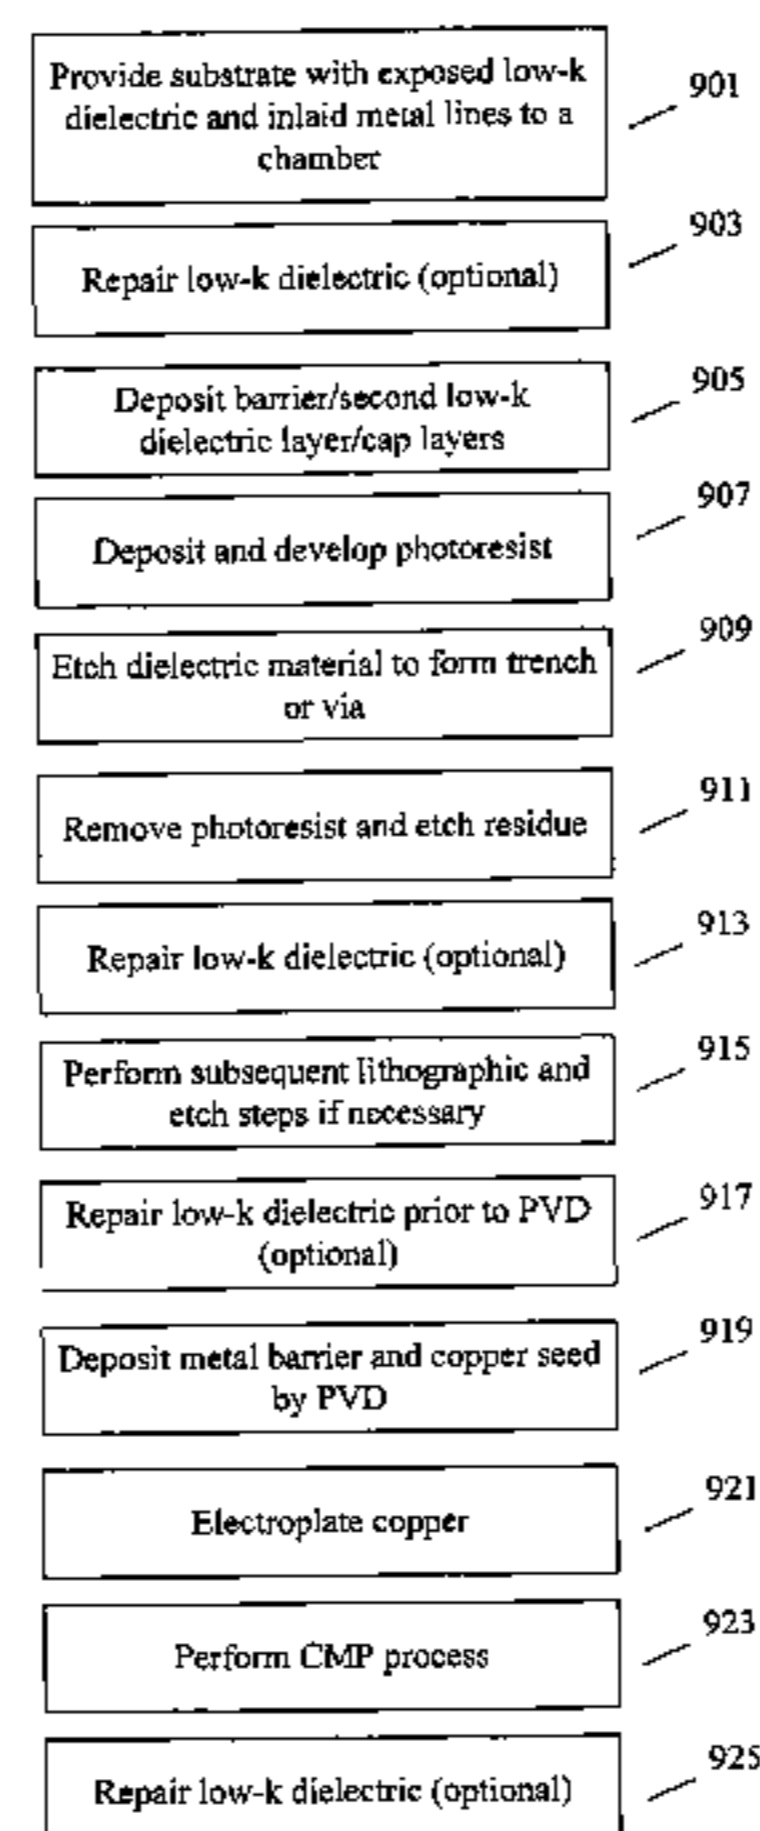 Provide substrate with exposed low-k
dielectric and inlaid metal lines to a
chamber
901
Repair low-k dielectric (optional)
903
Deposit barrier/second low-k
dielectric layer/cap layers
905
Deposit and develop photoresist
907
Etch dielectric material to form trench
or via
909
Remove photoresist and etch residue
911
Repair low-k dielectric (optional)
913
Perform subsequent lithographic and
etch steps if necessary
915
Repair low-k dielectric prior to PVD
(optional)
917
Deposit metal barrier and copper seed
by PVD
919
Electroplate copper
921
Perform CMP process
923
Repair low-k dielectric (optional)
925